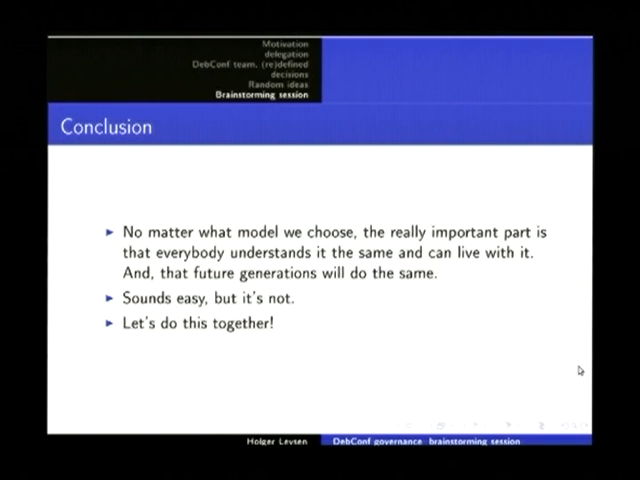 Motivation
delegation
DebConf team, (re)defined
decisions
Random ideas
Brainstorming session
Conclusion
No matter what model we choose, the really important part is
that everybody understands it the same and can live with it.
And, that future generations will do the same.
Sounds easy, but it's not.
Let's do this together!
Holger Levsen
DebConf governance brainstorming session